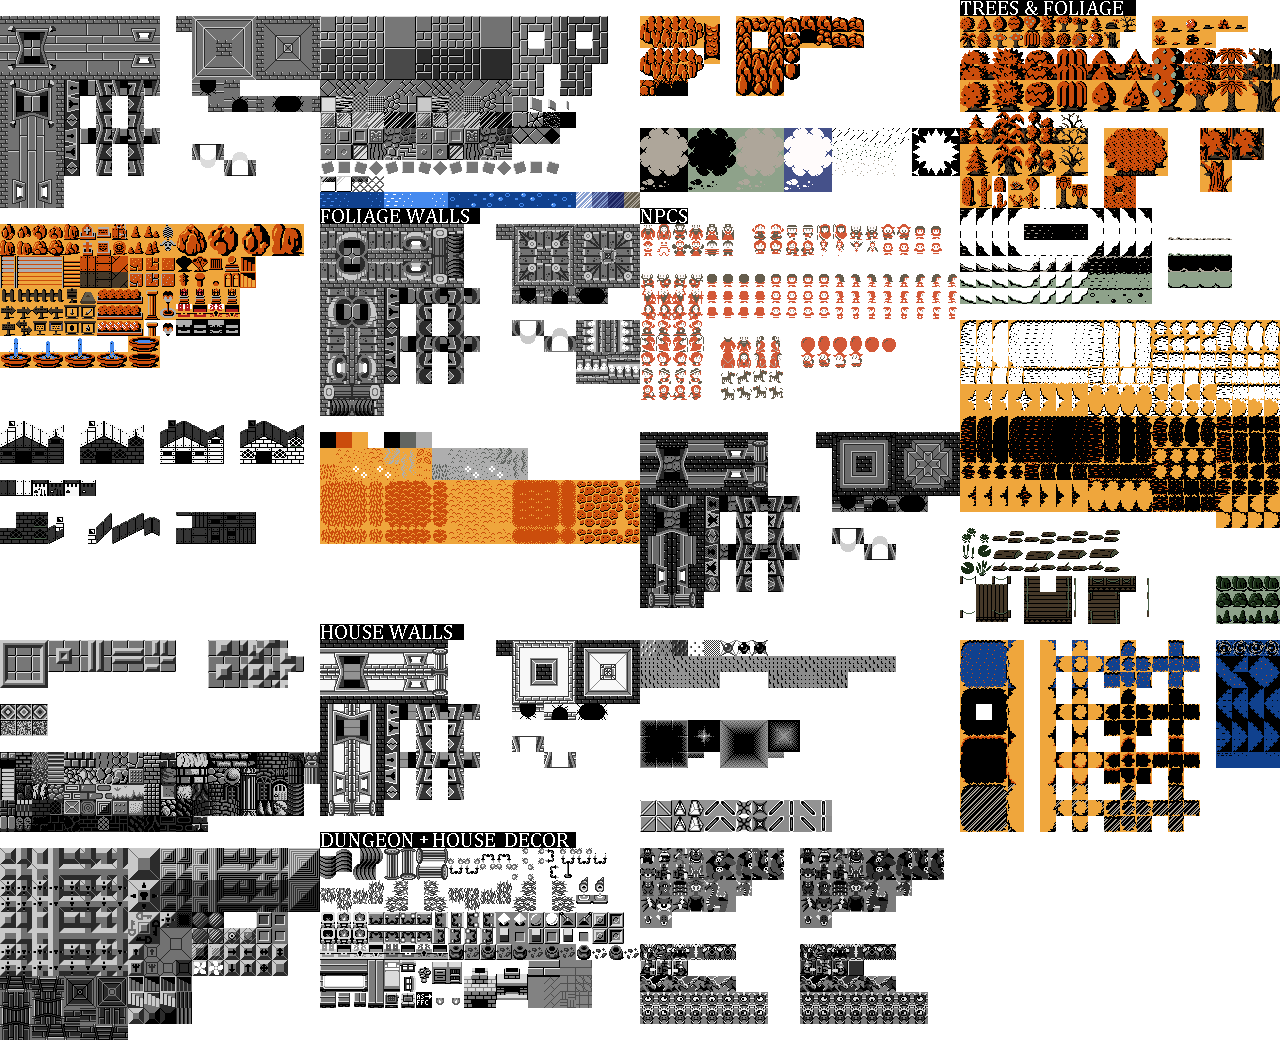 TREES & FOLIAGE
FOLIAGE WALLS
NPCS
HOUSE WALLS
DUNGEON + HOUSE DECOR